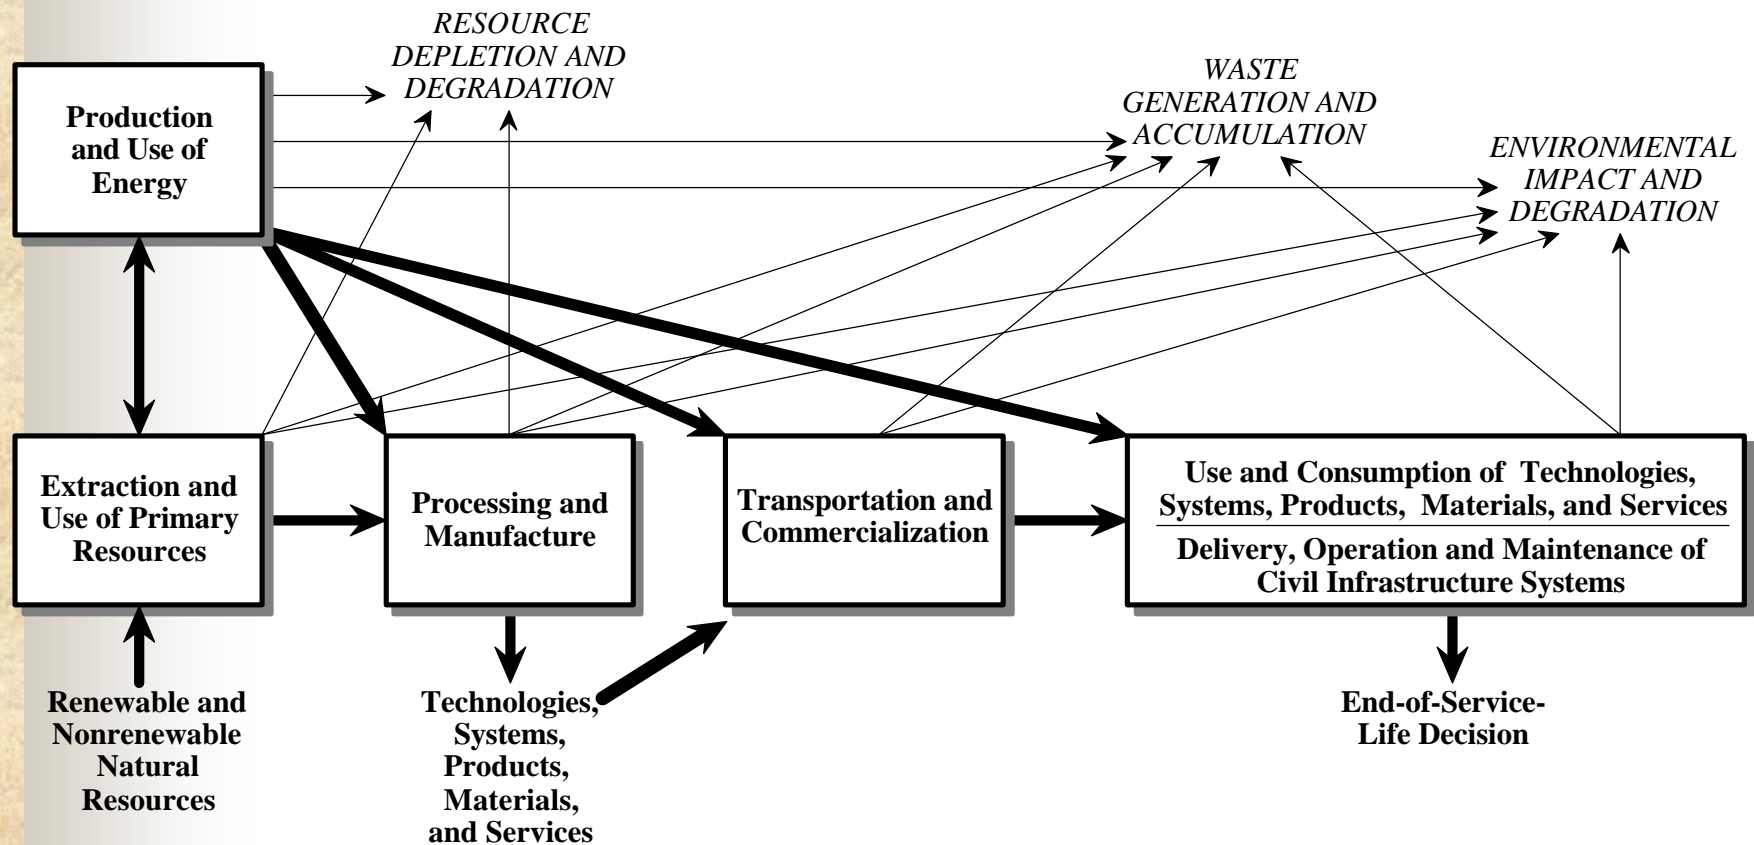 RESOURCE
DEPLETION AND
DEGRADATION
WASTE
GENERATION AND
ACCUMULATION
ENVIRONMENTAL
IMPACT AND
DEGRADATION
Production
and Use of
Energy
Extraction and
Use of Primary
Resources
Processing and
Manufacture
Transportation and
Commercialization
Use and Consumption of Technologies,
Systems, Products, Materials, and Services
Delivery, Operation and Maintenance of
Civil Infrastructure Systems
Renewable and
Nonrenewable
Natural
Resources
Technologies,
Systems,
Products,
Materials,
and Services
End-of-Service-
Life Decision